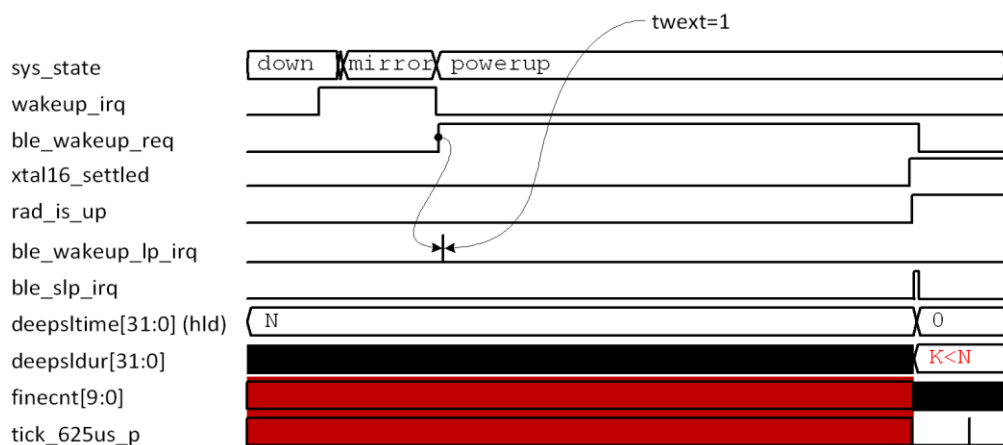 twext=1
sys_state down mirror powerup
wakeup_irq
ble_wakeup_req
xtal16_settled
rad_is_up
ble_wakeup_lp_irq
ble_slp_irq
deepsltime[31:0] (hld) N 0
deepsldur[31:0] K<N
finecnt[9:0]
tick_625us_p